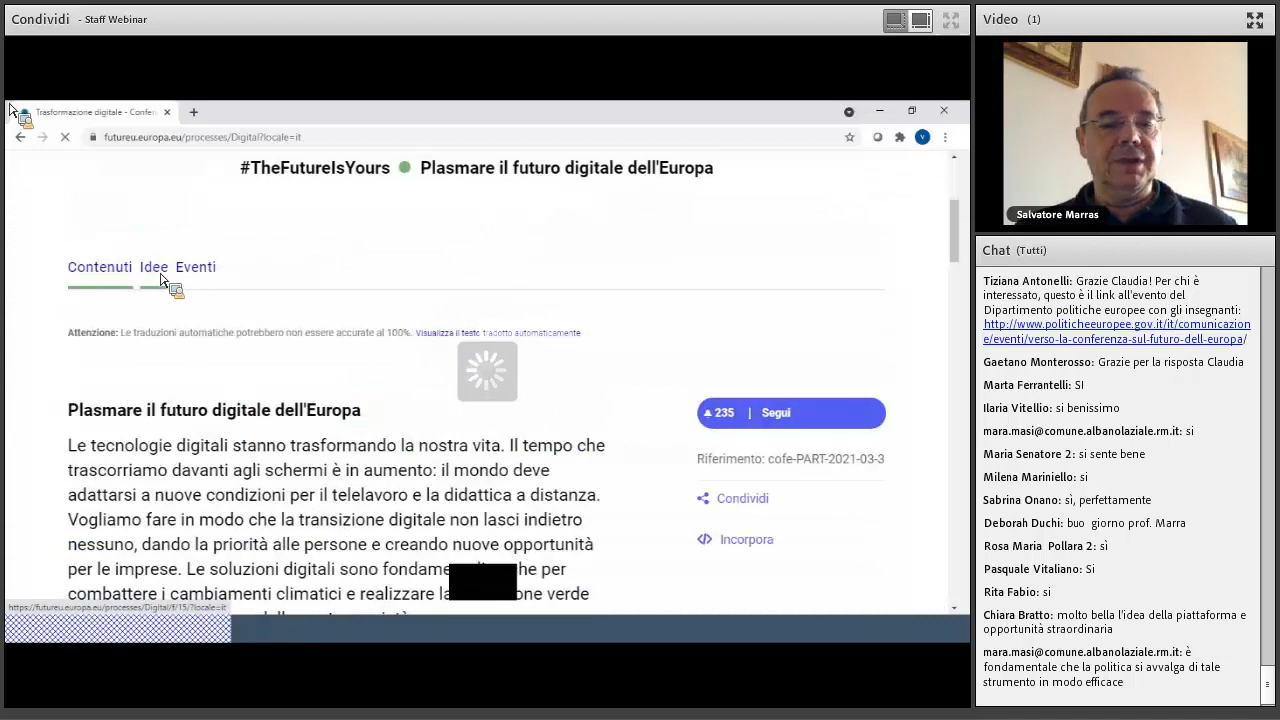 Condividi - Staff Webinar
Trasformazione digitale - Confer
futureu.europa.eu/processes/Digital?locale=it
#TheFutureIsYours Plasmare il futuro digitale dell'Europa
Contenuti Idee Eventi
Attenzione: Le traduzioni automatiche potrebbero non essere accurate al 100%. Visualizza il testo tradotto automaticamente
Plasmare il futuro digitale dell'Europa
Le tecnologie digitali stanno trasformando la nostra vita. Il tempo che
trascorriamo davanti agli schermi è in aumento: il mondo deve
adattarsi a nuove condizioni per il telelavoro e la didattica a distanza.
Vogliamo fare in modo che la transizione digitale non lasci indietro
nessuno, dando la priorità alle persone e creando nuove opportunità
per le imprese. Le soluzioni digitali sono he per
combattere i cambiamenti climatici e realizzare one verde
235 | Segui
Riferimento: cofe-PART-2021-03-3
Condividi
Incorpora
https://futureu.europa.eu/processes/Digital/f/15/?locale=it
Video (1)
Salvatore Marras
Chat (Tutti)
Tiziana Antonelli: Grazie Claudia! Per chi è
interessato, questo è il link all'evento del
Dipartimento politiche europee con gli insegnanti:
http://www.politicheeuropee.gov.it/it/comunicazion
e/eventi/verso-la-conferenza-sul-futuro-dell-europa/
Gaetano Monterosso: Grazie per la risposta Claudia
Marta Ferrantelli: SI
Ilaria Vitellio: si benissimo
mara.masi@comune.albanolaziale.rm.it: si
Maria Senatore 2: si sente bene
Milena Mariniello: si
Sabrina Onano: sì, perfettamente
Deborah Duchi: buo giorno prof. Marra
Rosa Maria Pollara 2: sì
Pasquale Vitaliano: Si
Rita Fabio: si
Chiara Bratto: molto bella l'idea della piattaforma e
opportunità straordinaria
mara.masi@comune.albanolaziale.rm.it: è
fondamentale che la politica si avvalga di tale
strumento in modo efficace